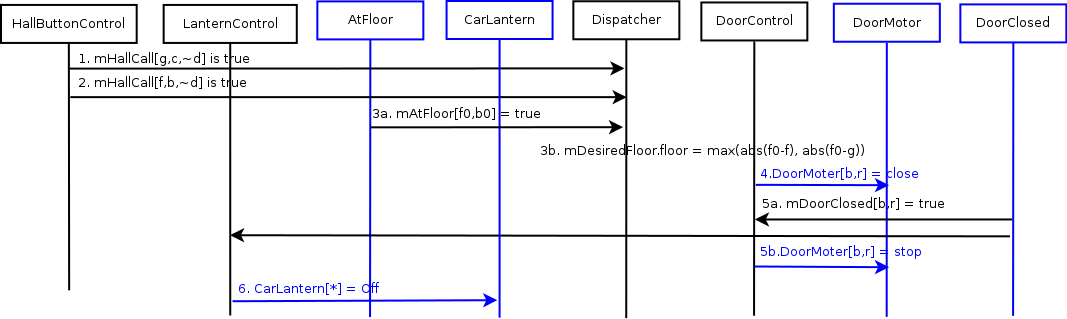 HallButtonControl
LanternControl
AtFloor
CarLantern
Dispatcher
DoorControl
DoorMotor
DoorClosed
1. mHallCall[g,c,~d] is true
2. mHallCall[f,b,~d] is true
3a. mAtFloor[f0,b0] = true
3b. mDesiredFloor.floor = max(abs(f0-f), abs(f0-g))
4.DoorMoter[b,r] = close
5a. mDoorClosed[b,r] = true
5b.DoorMoter[b,r] = stop
6. CarLantern[*] = Off